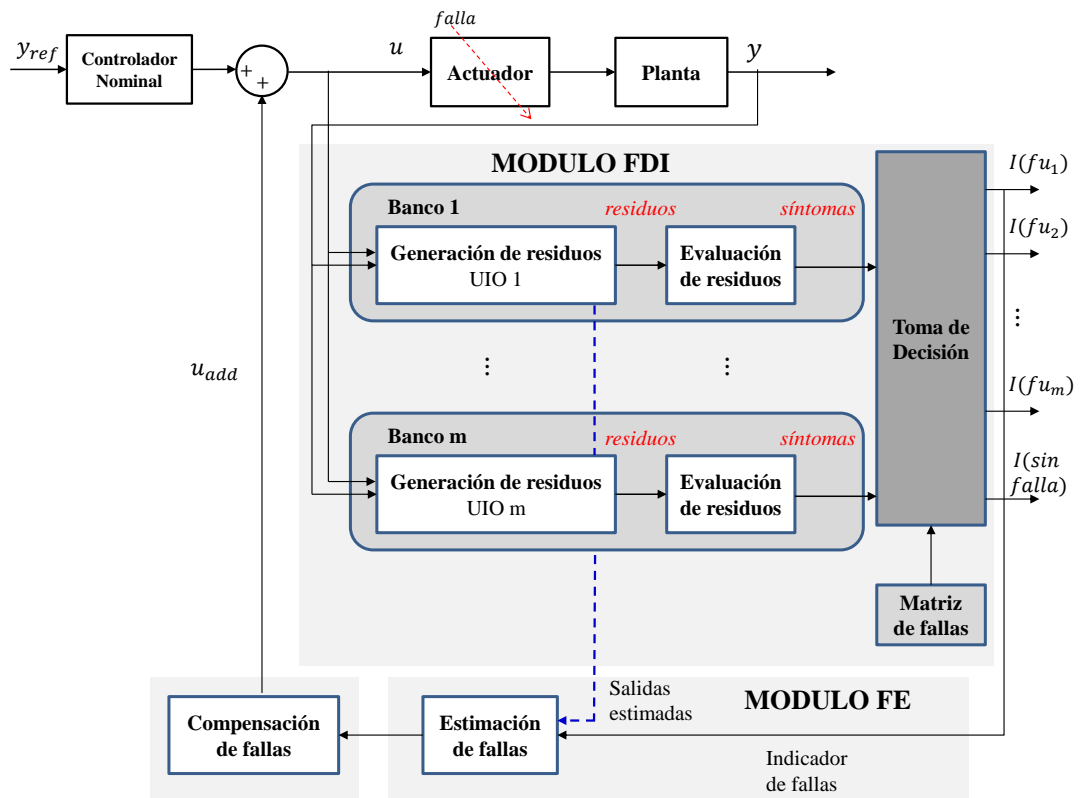 falla
y_ref
Controlador
Nominal
+
+
u
Actuador
Planta
y
MODULO FDI
I(fu_1)
Banco 1
residuos
síntomas
I(fu_2)
Generación de residuos
UIO 1
Evaluación
de residuos
⋮
Toma de
Decisión
u_add
⋮
⋮
I(fu_m)
Banco m
residuos
síntomas
I(sin
falla)
Generación de residuos
UIO m
Evaluación
de residuos
Matriz
de fallas
Salidas
estimadas
MODULO FE
Compensación
de fallas
Estimación
de fallas
Indicador
de fallas